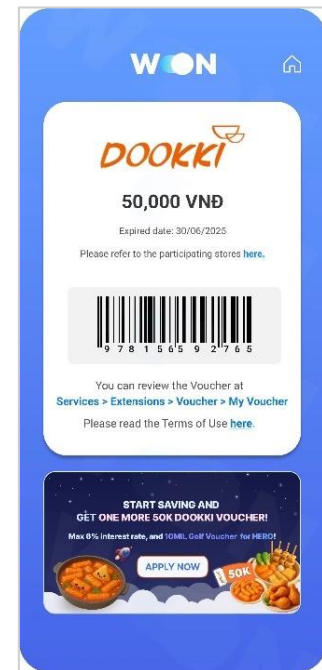 WOON
DOOKKI
50,000 VNĐ
Expired date: 30/06/2025
Please refer to the participating stores here.
9 781565 92765
You can review the Voucher at
Services > Extensions > Voucher > My Voucher
Please read the Terms of Use here.
START SAVING AND
GET ONE MORE 50K DOOKKI VOUCHER!
Max 6% interest rate, and 10MIL Golf Voucher for HERO!
APPLY NOW
50K